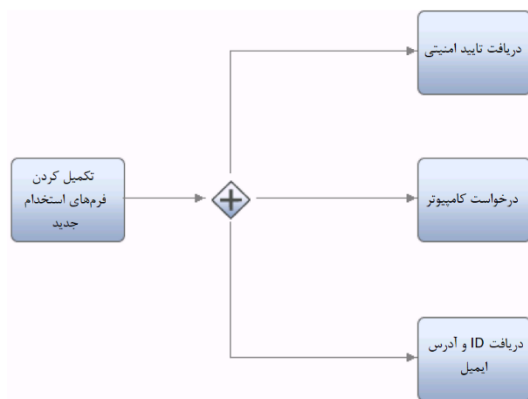 دریافت تایید امنیتی
تکمیل کردن
فرم‌های استخدام
جدید
درخواست کامپیوتر
دریافت ID و آدرس
ایمیل